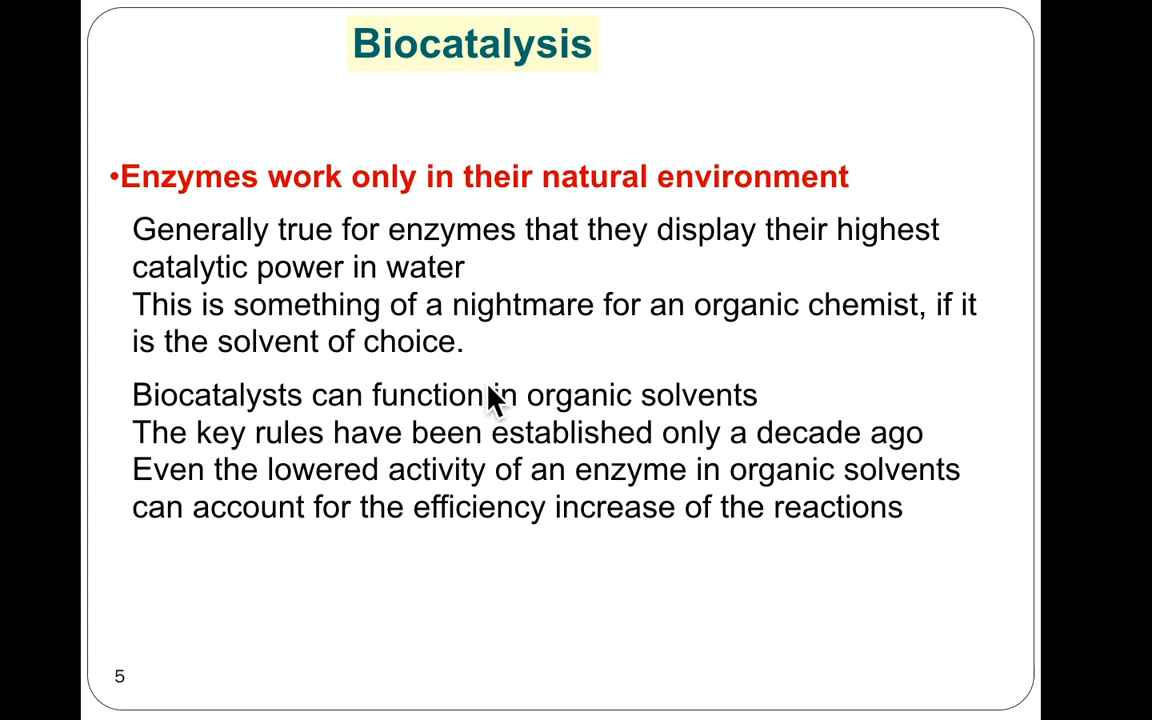 Biocatalysis
•Enzymes work only in their natural environment
Generally true for enzymes that they display their highest
catalytic power in water
This is something of a nightmare for an organic chemist, if it
is the solvent of choice.
Biocatalysts can function in organic solvents
The key rules have been established only a decade ago
Even the lowered activity of an enzyme in organic solvents
can account for the efficiency increase of the reactions
5